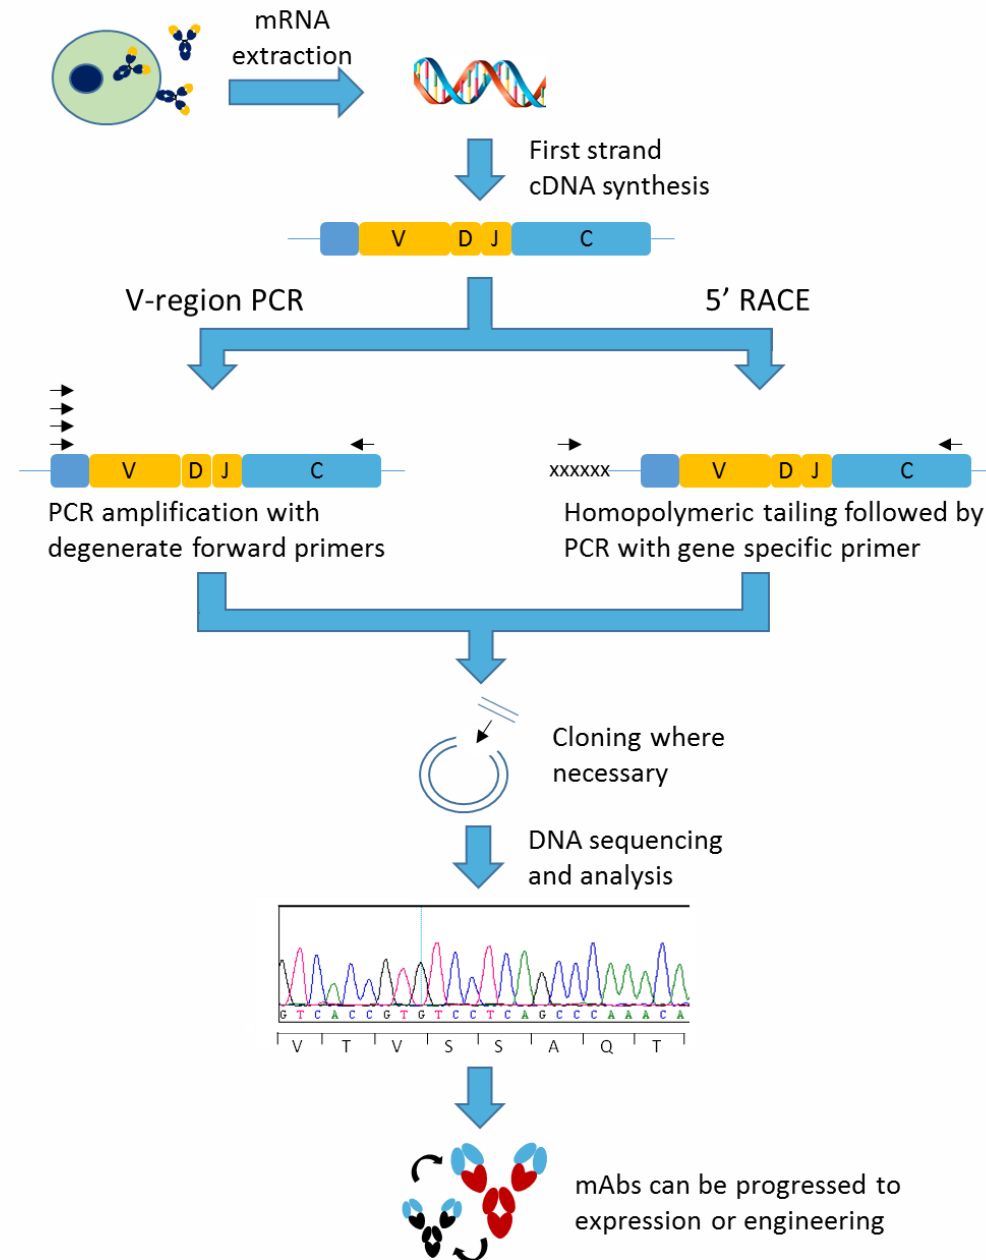 mRNA
extraction
First strand
cDNA synthesis
V D J C
V-region PCR
5’ RACE
V D J C
xxxxxx V D J C
PCR amplification with
degenerate forward primers
Homopolymeric tailing followed by
PCR with gene specific primer
Cloning where
necessary
DNA sequencing
and analysis
G T C A C C G T G T C C T C A G C C C A A A C A
V T V S S A Q T
mAbs can be progressed to
expression or engineering